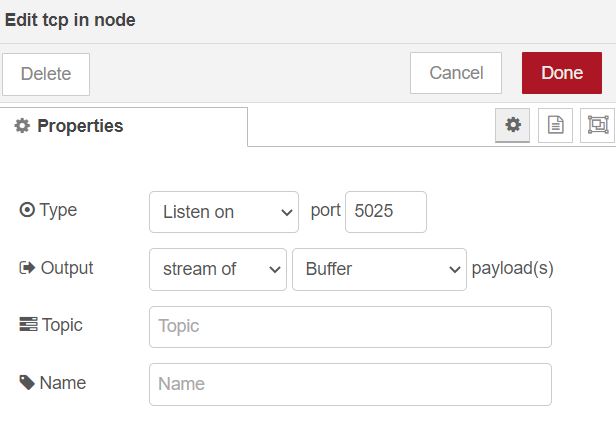 Edit tcp in node
Delete Cancel Done
Properties
Type Listen on port 5025
Output stream of Buffer payload(s)
Topic Topic
Name Name